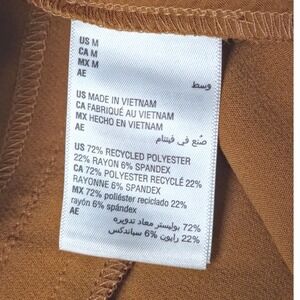 US M
CA M
MX M
AE
وسط
US MADE IN VIETNAM
CA FABRIQUÉ AU VIETNAM
MX HECHO EN VIETNAM
AE
صُنع في فيتنام
US 72% RECYCLED POLYESTER
22% RAYON 6% SPANDEX
CA 72% POLYESTER RECYCLÉ 22%
RAYONNE 6% SPANDEX
MX 72% poliéster reciclado 22%
rayón 6% spándex
AE
72% بوليستر معاد تدويره
22% رايون 6% سباندكس